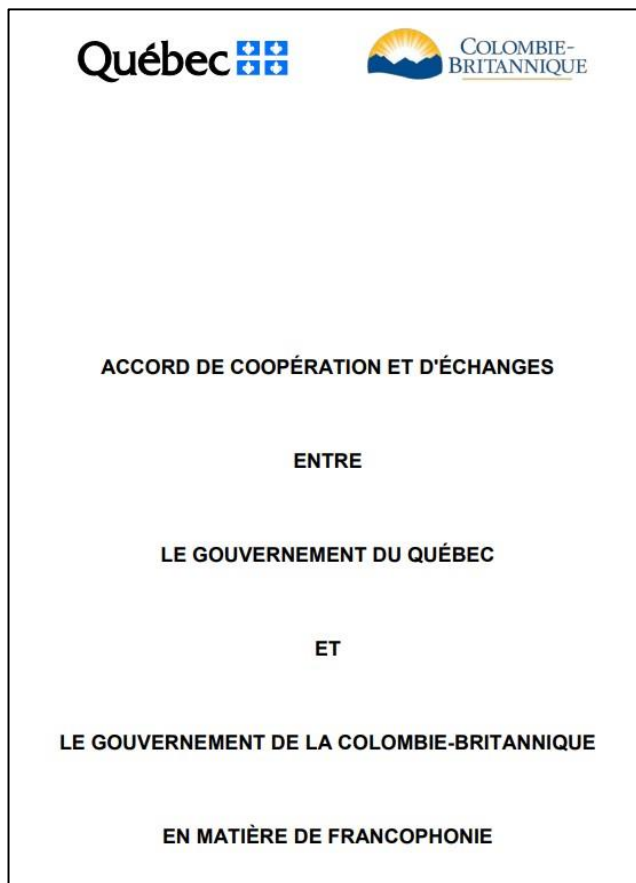 Québec
COLOMBIE-
BRITANNIQUE
ACCORD DE COOPÉRATION ET D'ÉCHANGES
ENTRE
LE GOUVERNEMENT DU QUÉBEC
ET
LE GOUVERNEMENT DE LA COLOMBIE-BRITANNIQUE
EN MATIÈRE DE FRANCOPHONIE